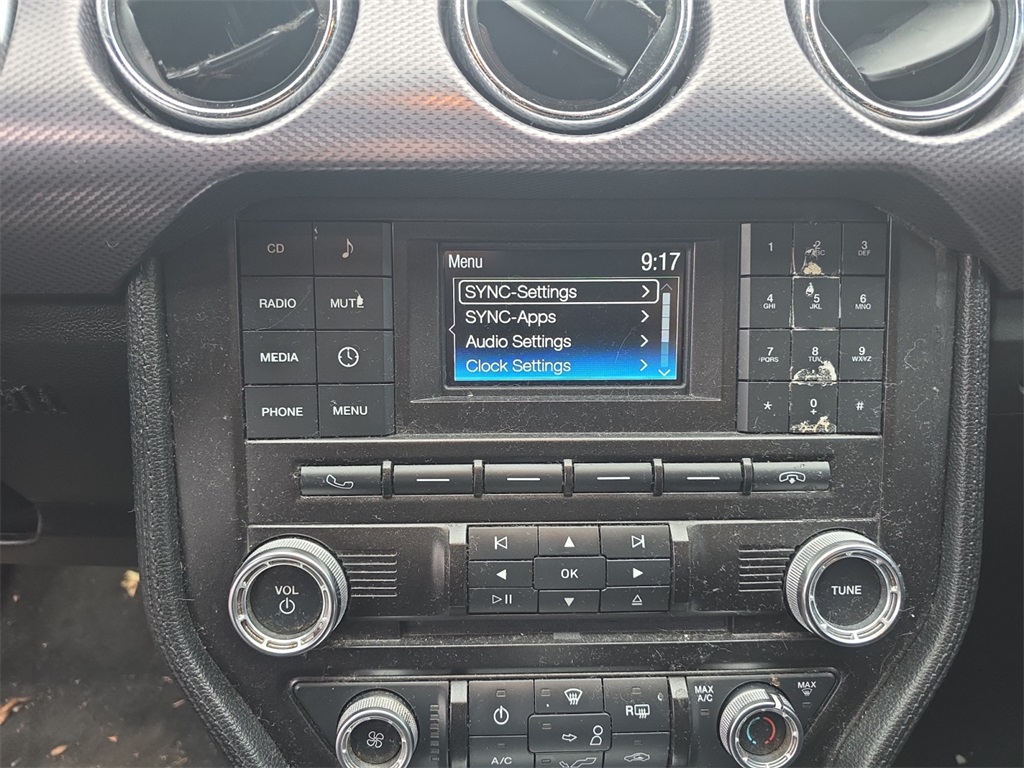 CD
RADIO
MUTE
MEDIA
PHONE
MENU
Menu 9:17
SYNC-Settings >
SYNC-Apps >
Audio Settings >
Clock Settings >
1
2
ABC
3
DEF
4
GHI
5
JKL
6
MNO
7
PQRS
8
TUV
9
WXYZ
*
0
+
#
VOL
OK
TUNE
R
MAX
A/C
MAX
A/C